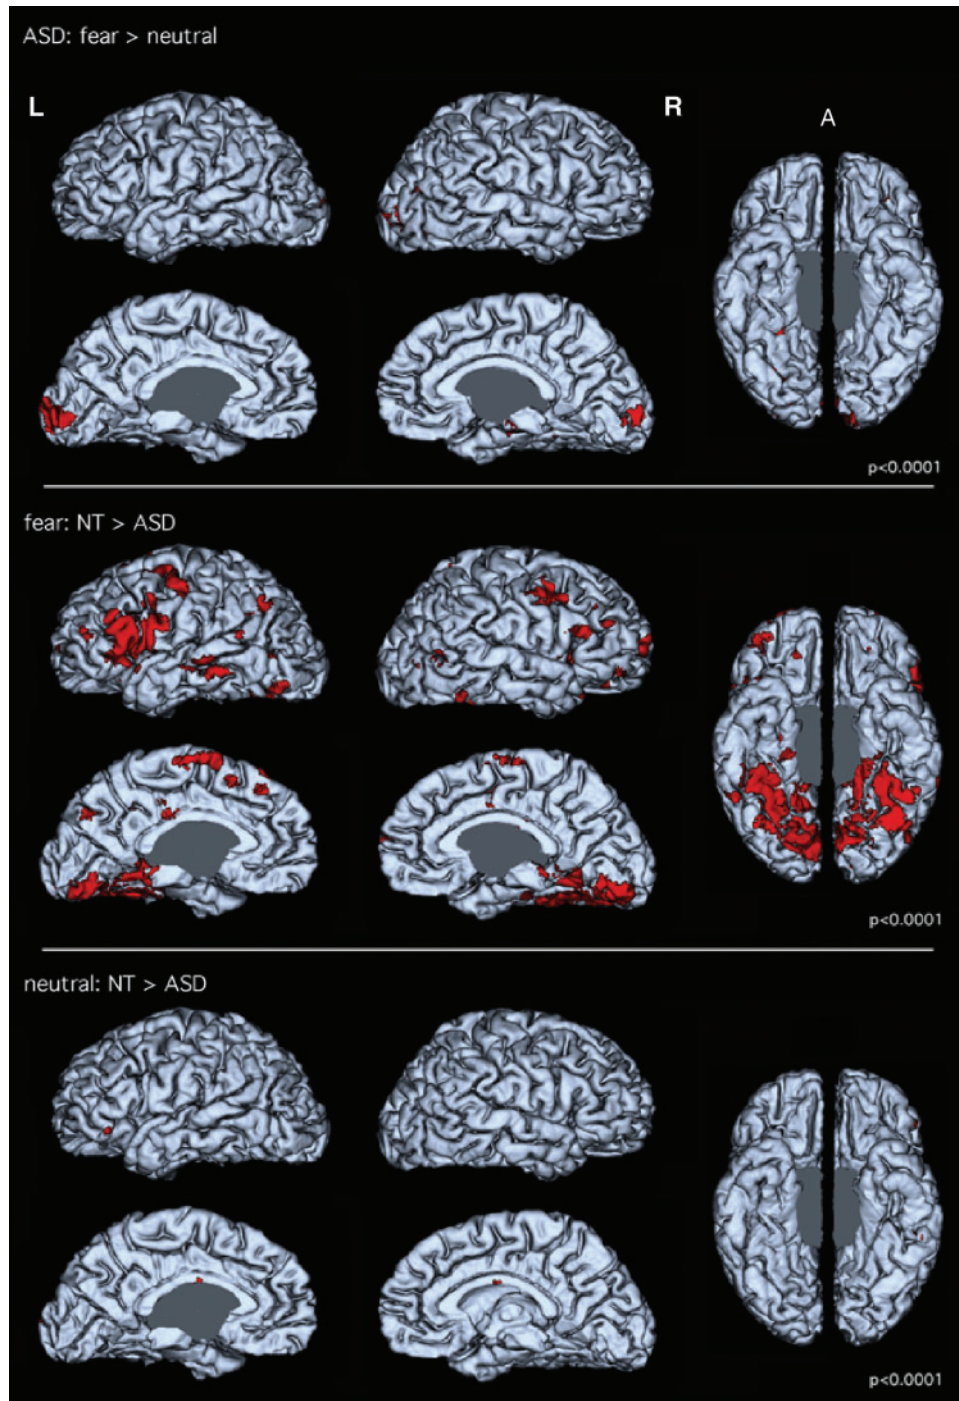 ASD: fear > neutral
L
R
A
p<0.0001
fear: NT > ASD
p<0.0001
neutral: NT > ASD
p<0.0001